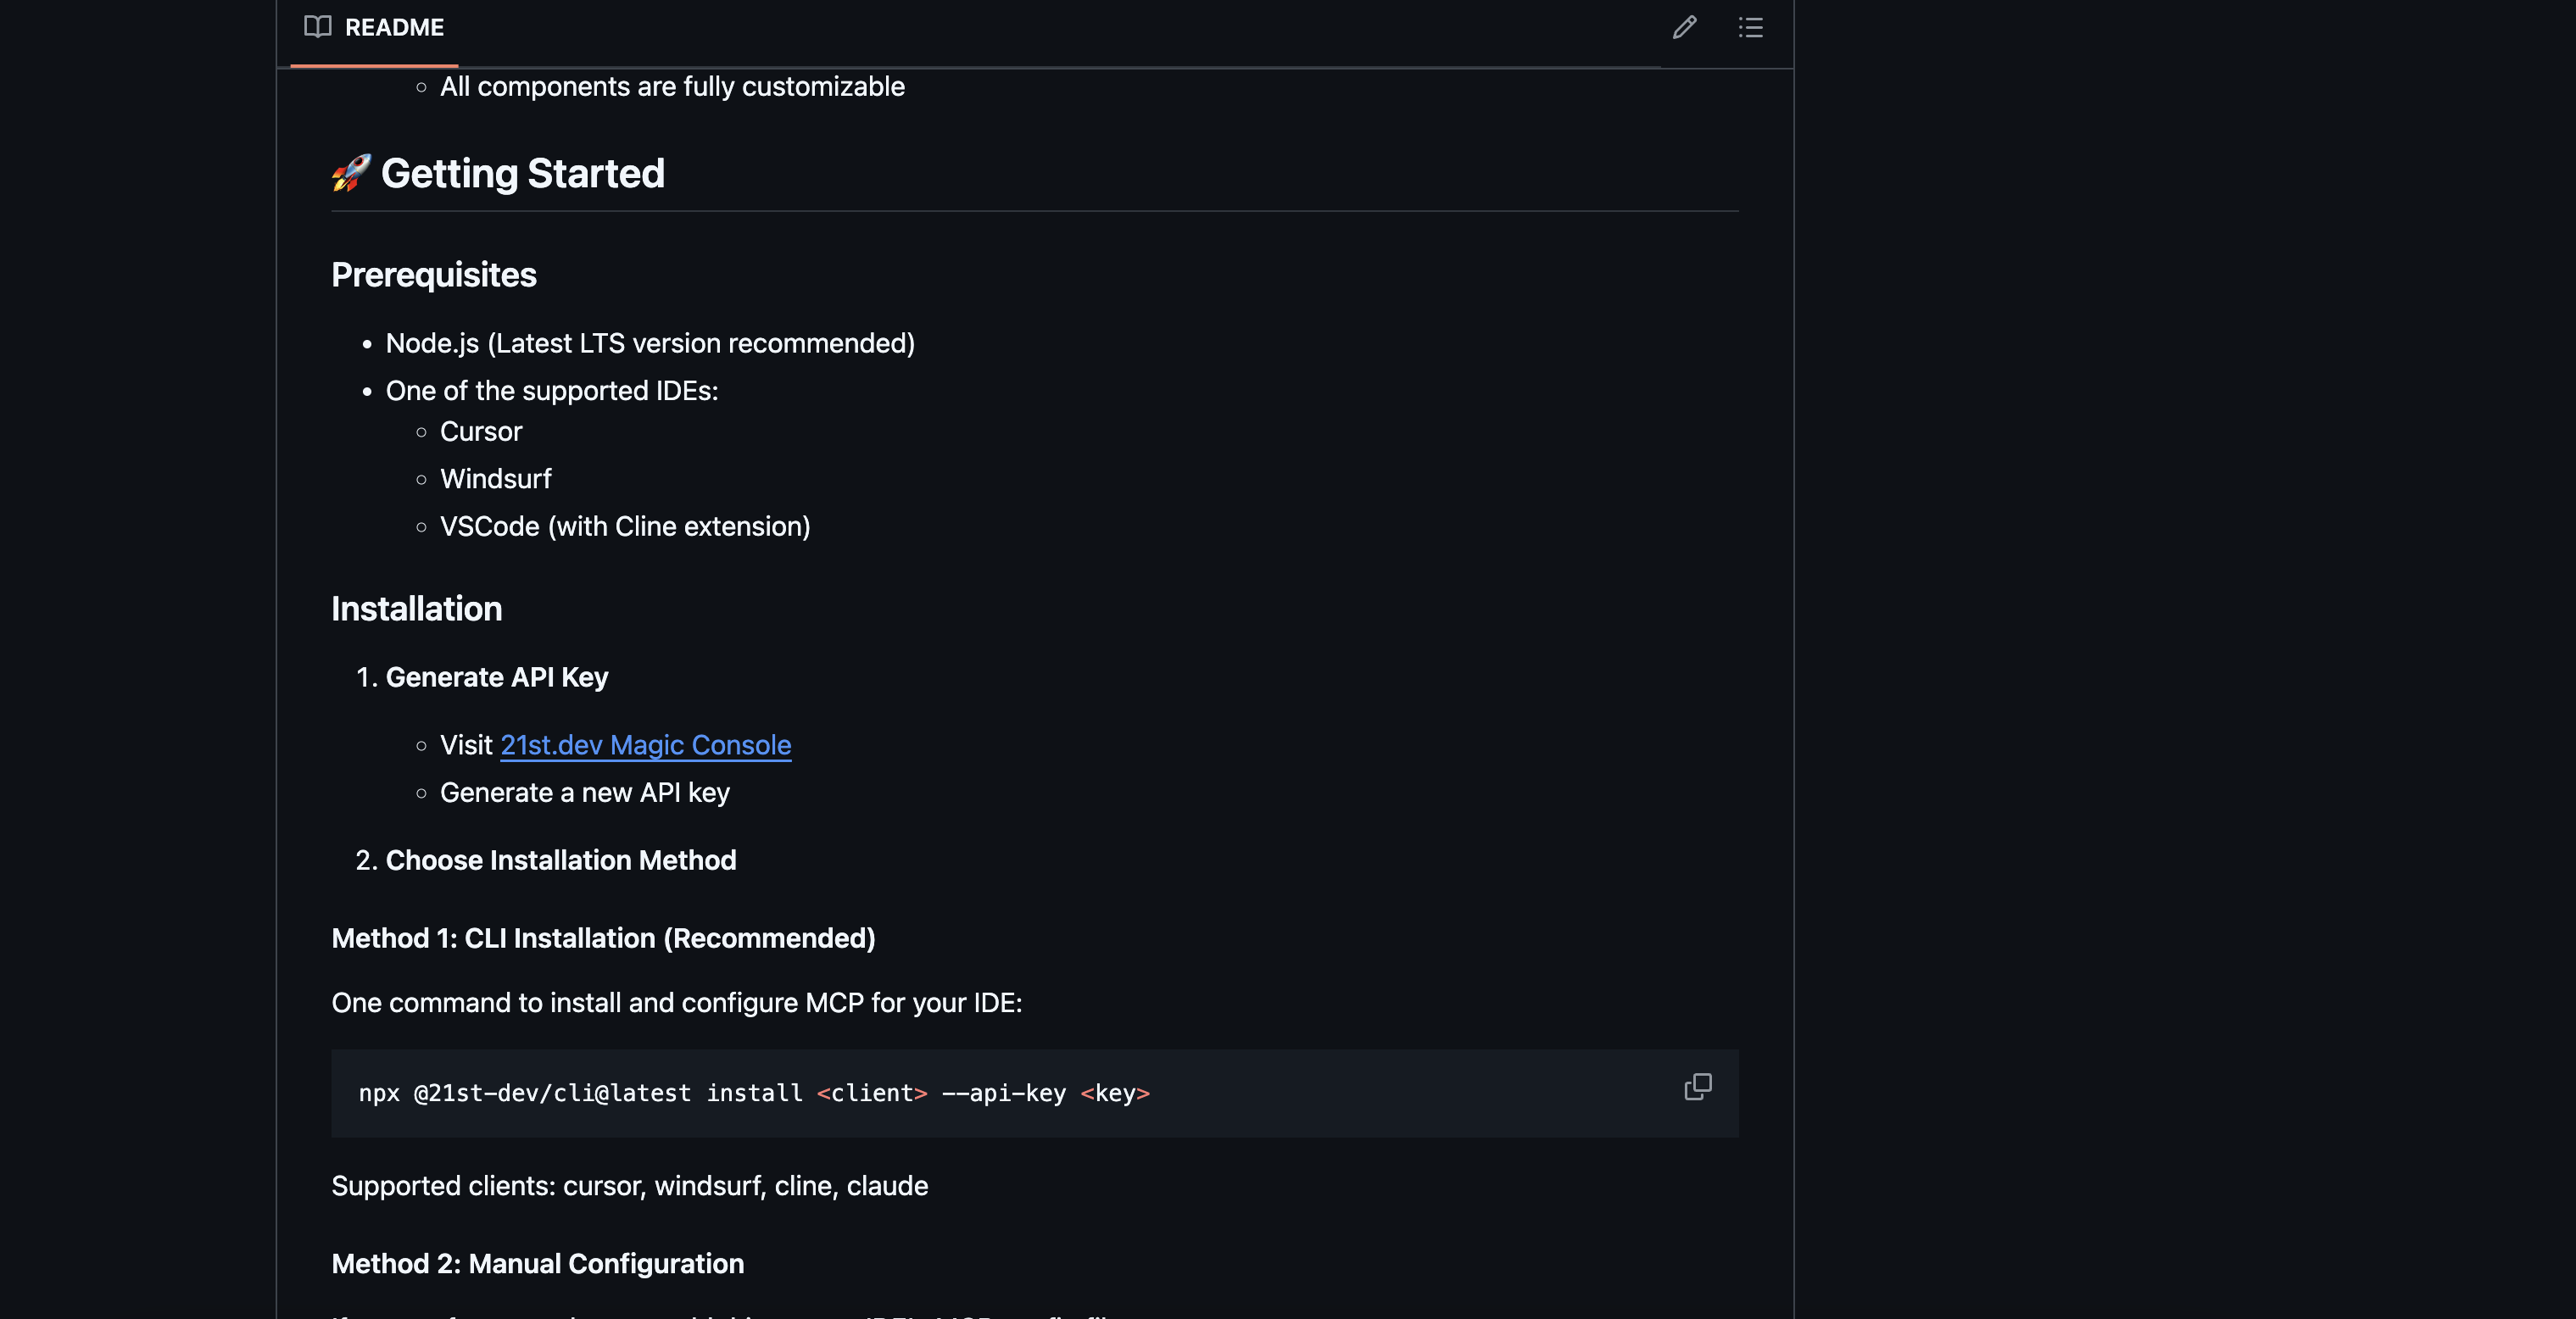 README
All components are fully customizable
🚀 Getting Started
Prerequisites
Node.js (Latest LTS version recommended)
One of the supported IDEs:
Cursor
Windsurf
VSCode (with Cline extension)
Installation
1. Generate API Key
Visit 21st.dev Magic Console
Generate a new API key
2. Choose Installation Method
Method 1: CLI Installation (Recommended)
One command to install and configure MCP for your IDE:
npx @21st-dev/cli@latest install <client> --api-key <key>
Supported clients: cursor, windsurf, cline, claude
Method 2: Manual Configuration